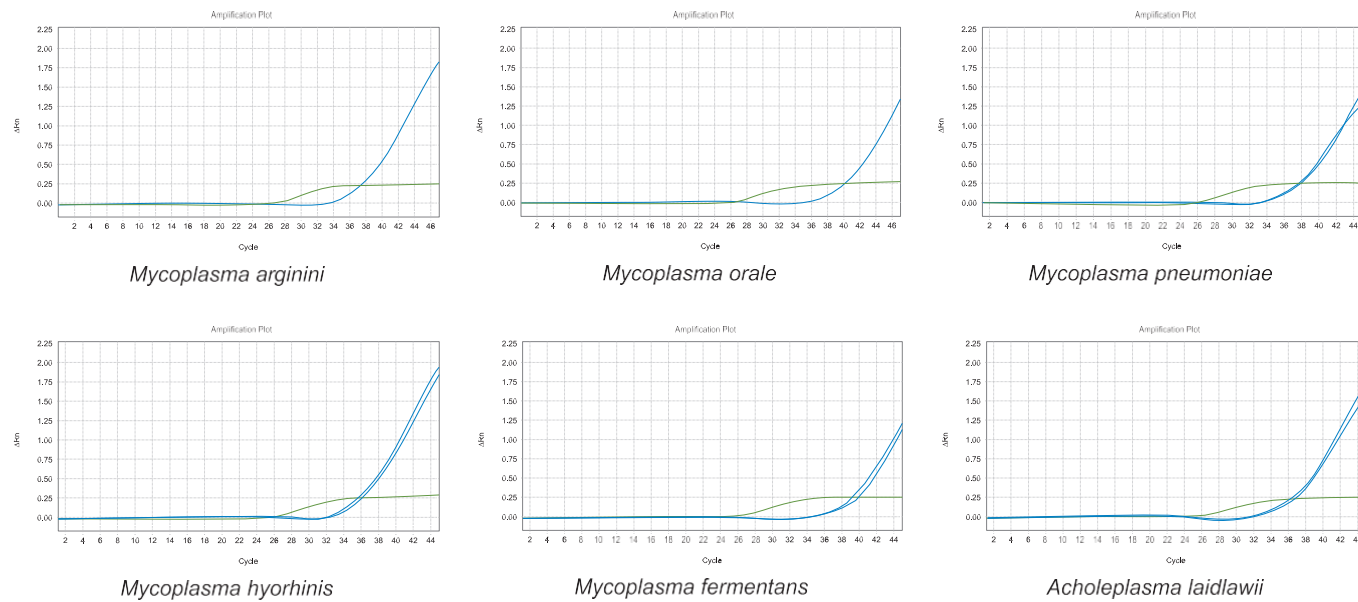 Amplification Plot
2.25
2.00
1.75
1.50
1.25
1.00
0.75
0.50
0.25
0.00
ΔRn
2 4 6 8 10 12 14 16 18 20 22 24 26 28 30 32 34 36 38 40 42 44 46
Cycle
Mycoplasma arginini
Amplification Plot
2.25
2.00
1.75
1.50
1.25
1.00
0.75
0.50
0.25
0.00
ΔRn
2 4 6 8 10 12 14 16 18 20 22 24 26 28 30 32 34 36 38 40 42 44 46
Cycle
Mycoplasma orale
Amplification Plot
2.25
2.00
1.75
1.50
1.25
1.00
0.75
0.50
0.25
0.00
ΔRn
2 4 6 8 10 12 14 16 18 20 22 24 26 28 30 32 34 36 38 40 42 44
Cycle
Mycoplasma pneumoniae
Amplification Plot
2.25
2.00
1.75
1.50
1.25
1.00
0.75
0.50
0.25
0.00
ΔRn
2 4 6 8 10 12 14 16 18 20 22 24 26 28 30 32 34 36 38 40 42 44
Cycle
Mycoplasma hyorhinis
Amplification Plot
2.25
2.00
1.75
1.50
1.25
1.00
0.75
0.50
0.25
0.00
ΔRn
2 4 6 8 10 12 14 16 18 20 22 24 26 28 30 32 34 36 38 40 42 44
Cycle
Mycoplasma fermentans
Amplification Plot
2.25
2.00
1.75
1.50
1.25
1.00
0.75
0.50
0.25
0.00
ΔRn
2 4 6 8 10 12 14 16 18 20 22 24 26 28 30 32 34 36 38 40 42 44
Cycle
Acholeplasma laidlawii